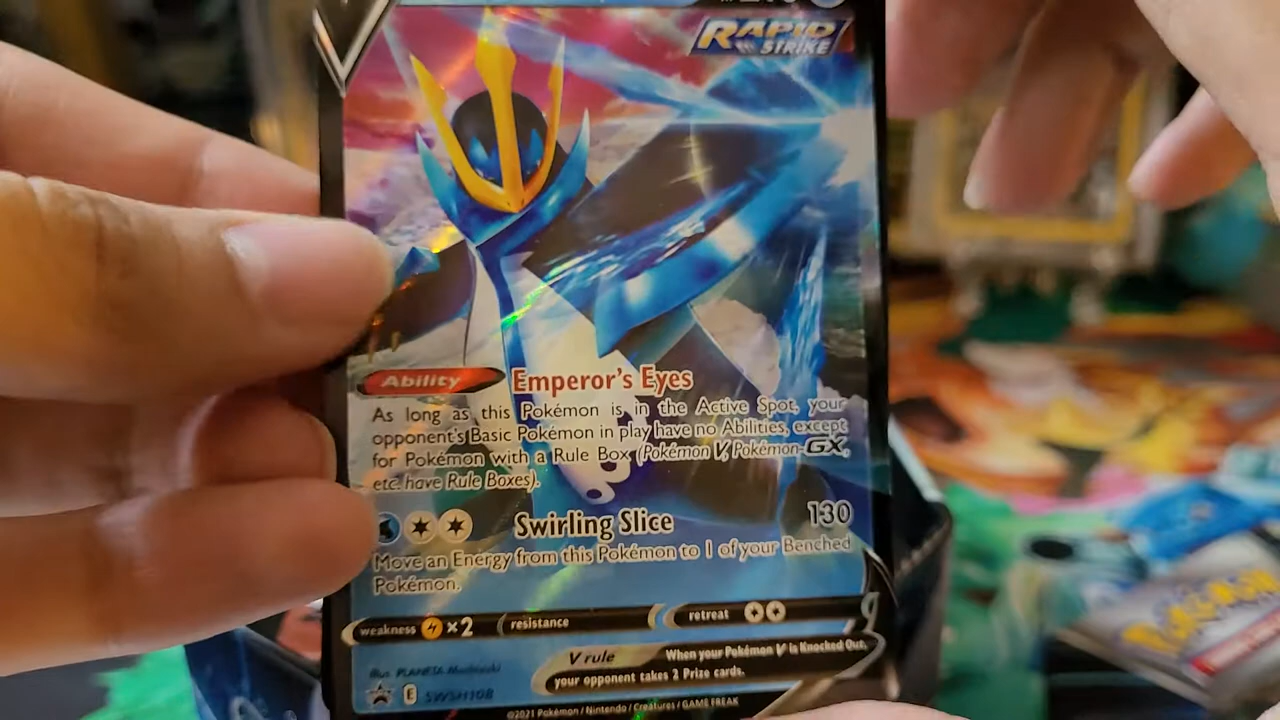 RAPID
STRIKE
Ability Emperor's Eyes
As long as this Pokémon is in the Active Spot, your
opponent's Basic Pokémon in play have no Abilities, except
for Pokémon with a Rule Box (Pokémon V, Pokémon-GX,
etc. have Rule Boxes).
Swirling Slice 130
Move an Energy from this Pokémon to 1 of your Benched
Pokémon.
weakness ×2 resistance retreat
V rule When your Pokémon V is Knocked Out,
your opponent takes 2 Prize cards.
Illus. PLANETA Mochizuki
E SWSH108
©2021 Pokémon / Nintendo / Creatures / GAME FREAK
POKÉMON